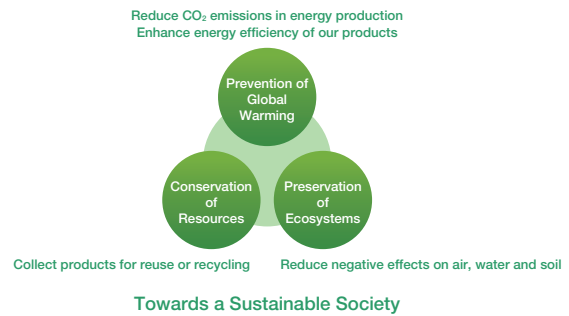 Reduce CO₂ emissions in energy production
Enhance energy efficiency of our products
Prevention of
Global
Warming
Conservation
of
Resources
Preservation
of
Ecosystems
Collect products for reuse or recycling
Reduce negative effects on air, water and soil
Towards a Sustainable Society